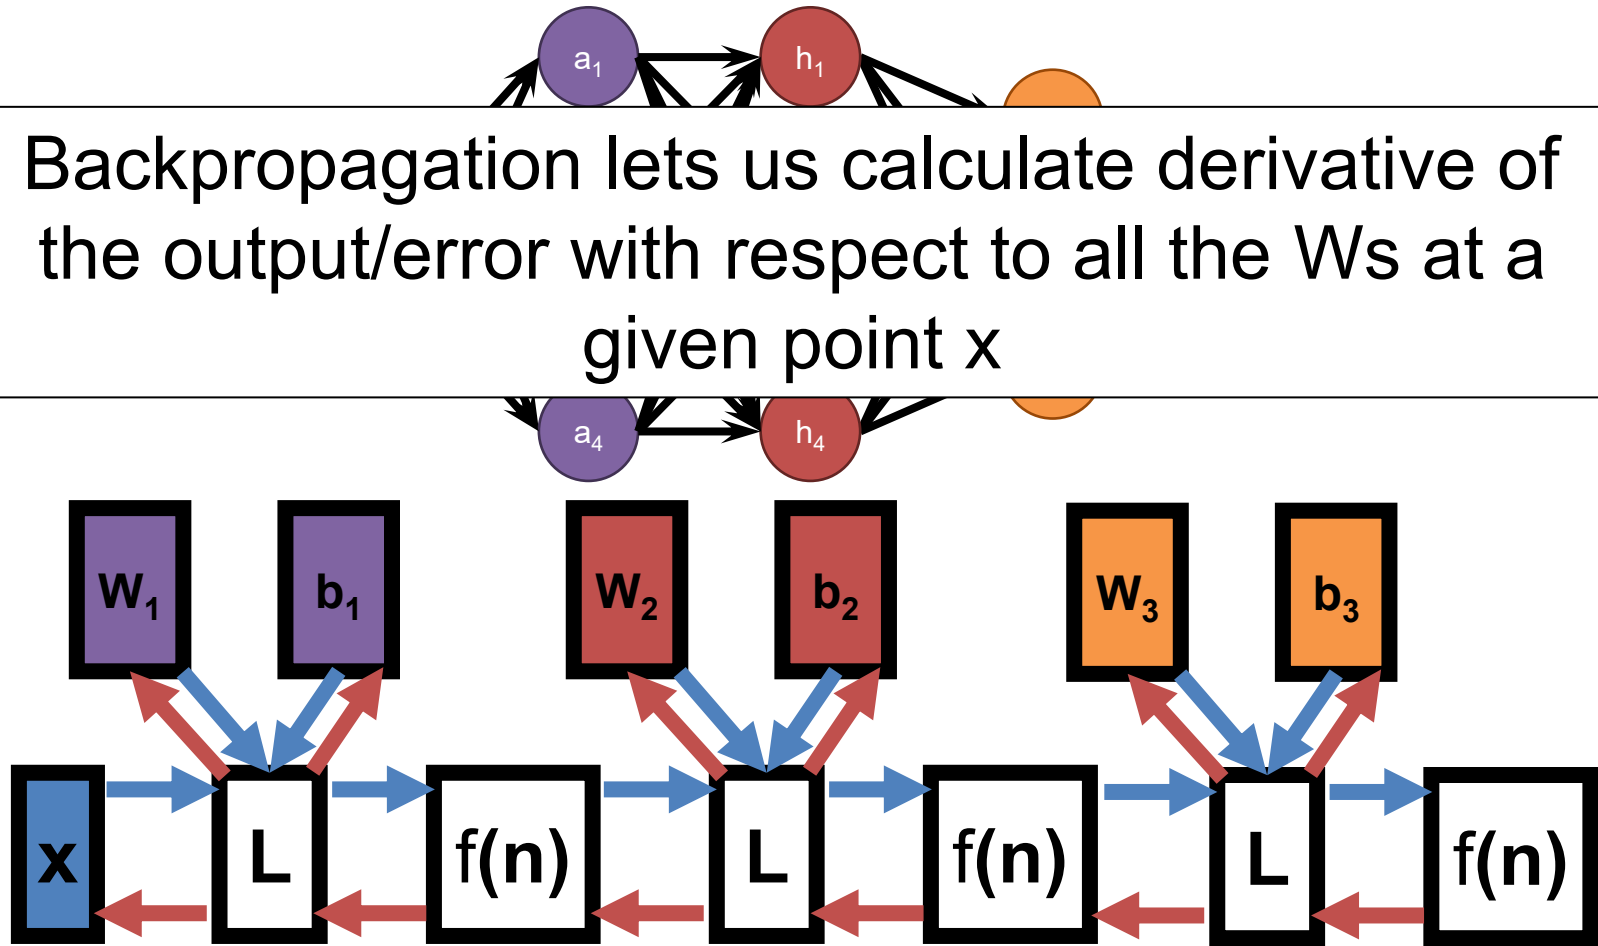 a₁ h₁
Backpropagation lets us calculate derivative of
the output/error with respect to all the Ws at a
given point x
a₄ h₄
W₁ b₁ W₂ b₂ W₃ b₃
x L f(n) L f(n) L f(n)